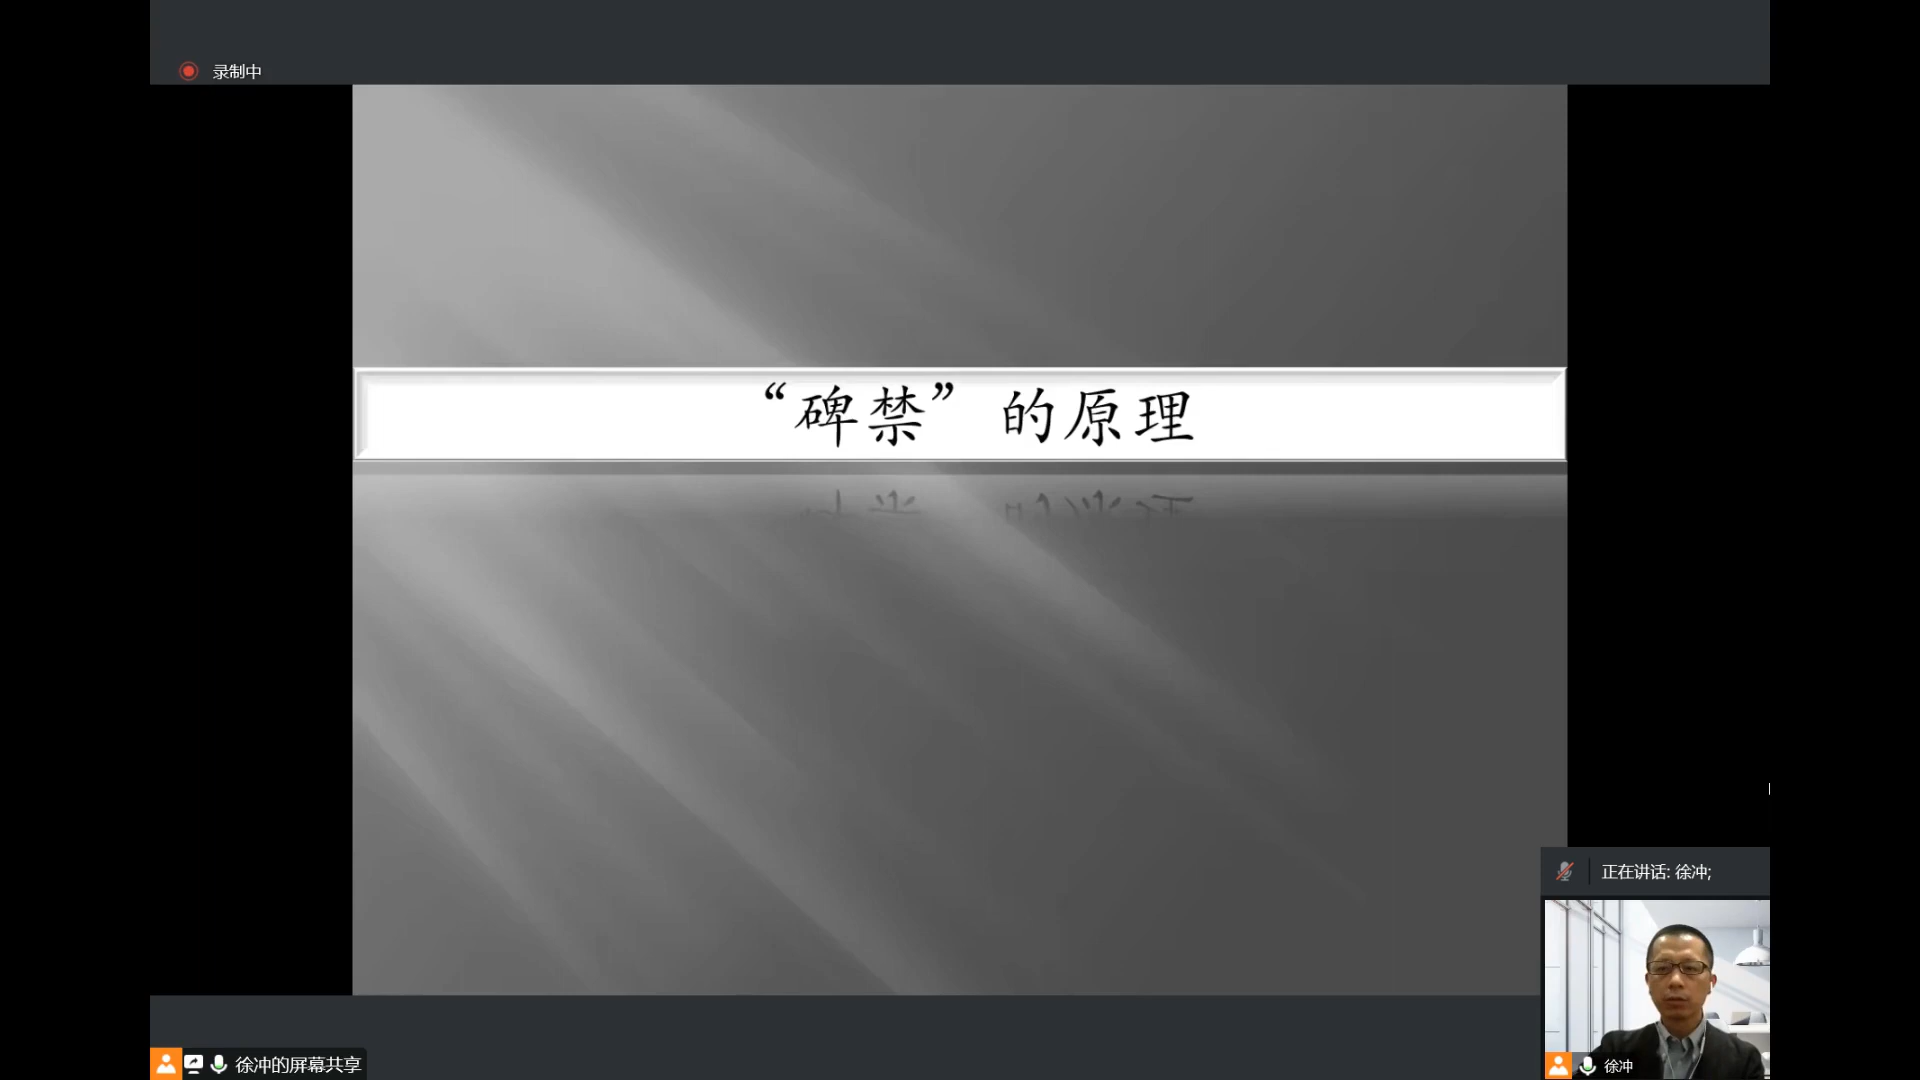 录制中
“碑禁”的原理
正在讲话: 徐冲;
徐冲的屏幕共享
徐冲